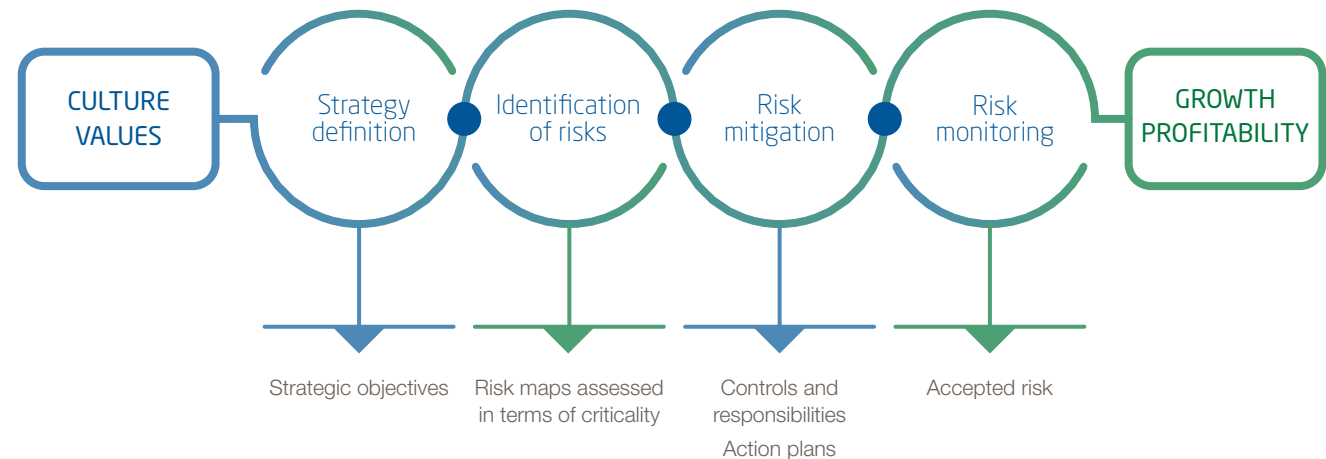 CULTURE
VALUES
Strategy
definition
Identification
of risks
Risk
mitigation
Risk
monitoring
GROWTH
PROFITABILITY
Strategic objectives
Risk maps assessed
in terms of criticality
Controls and
responsibilities
Action plans
Accepted risk